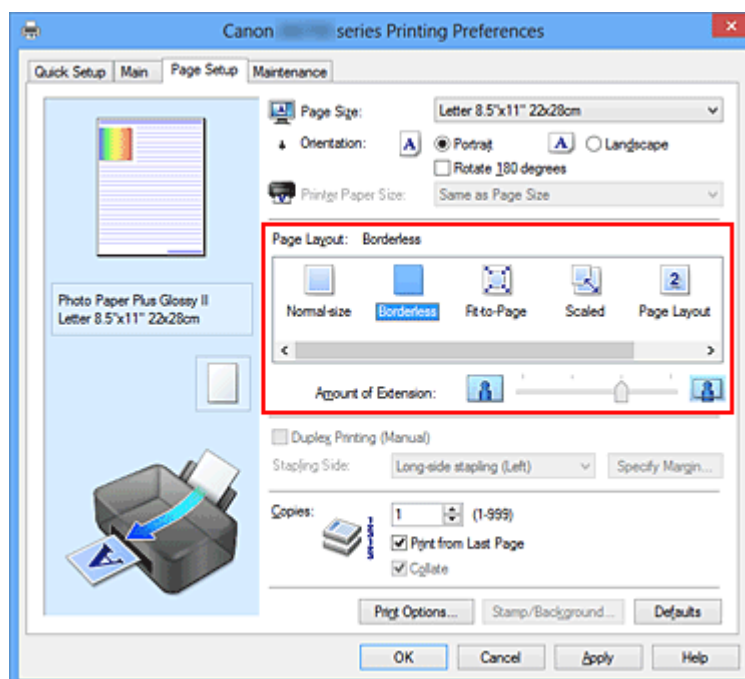 Canon series Printing Preferences
Quick Setup Main Page Setup Maintenance
Page Size: Letter 8.5"x11" 22x28cm
Orientation: A Portrait A Landscape
Rotate 180 degrees
Printer Paper Size: Same as Page Size
Page Layout: Borderless
Normal-size Borderless Fit-to-Page Scaled 2 Page Layout
Photo Paper Plus Glossy II
Letter 8.5"x11" 22x28cm
Amount of Extension:
Duplex Printing (Manual)
Stapling Side: Long-side stapling (Left) Specify Margin...
Copies: 1 (1-999)
Print from Last Page
Collate
A
Print Options... Stamp/Background... Defaults
OK Cancel Apply Help